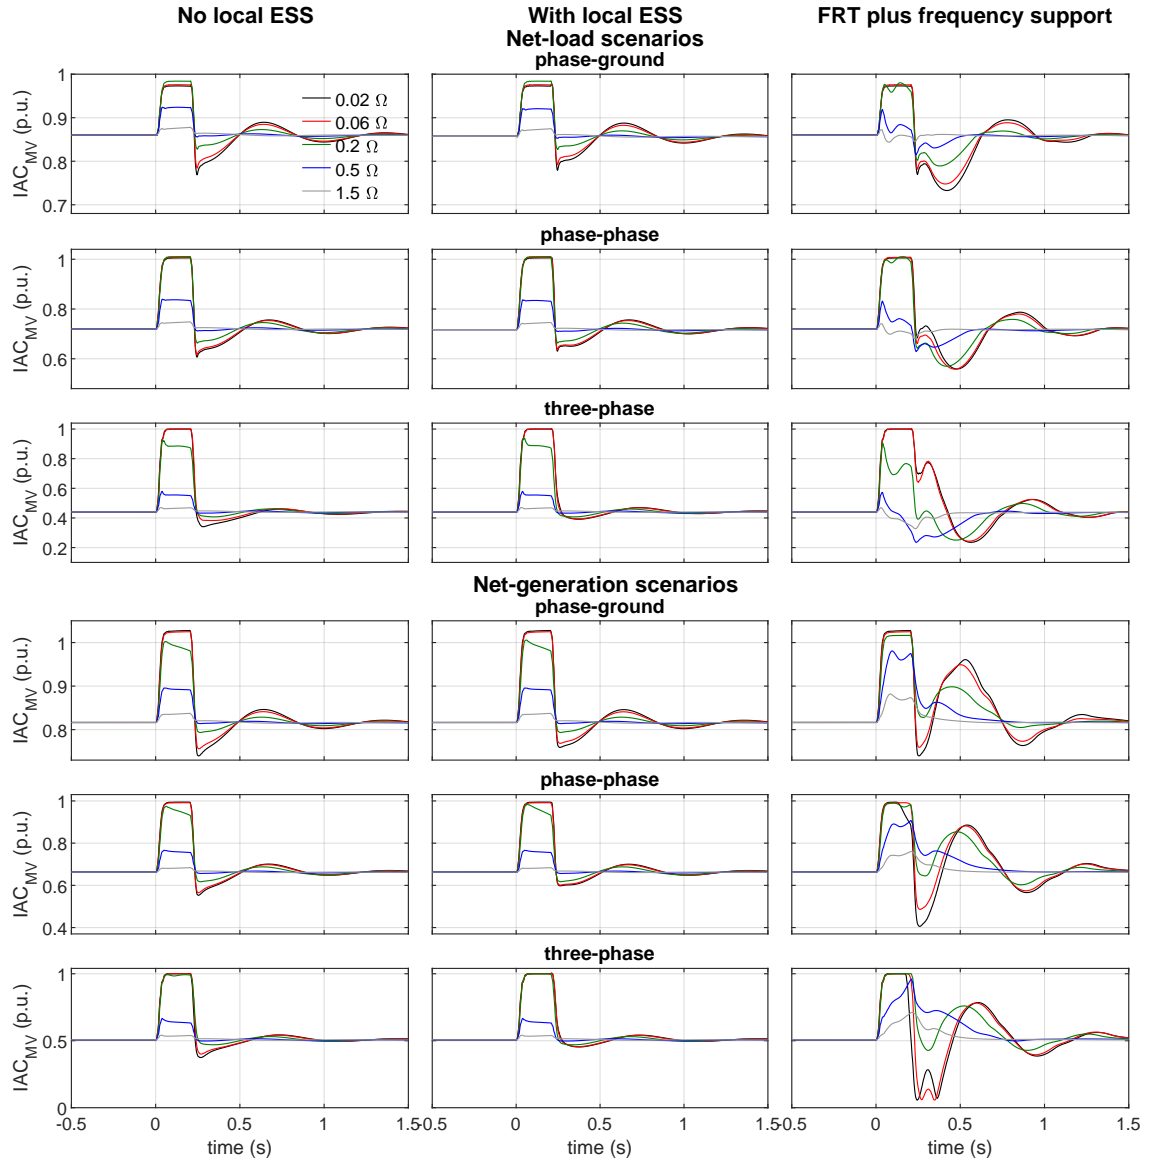 No local ESS
With local ESS
FRT plus frequency support
Net-load scenarios
phase-ground
IAC_MV (p.u.)
1
0.9
0.8
0.7
0.02 Ω
0.06 Ω
0.2 Ω
0.5 Ω
1.5 Ω
phase-phase
IAC_MV (p.u.)
1
0.8
0.6
three-phase
IAC_MV (p.u.)
1
0.8
0.6
0.4
0.2
Net-generation scenarios
phase-ground
IAC_MV (p.u.)
1
0.9
0.8
phase-phase
IAC_MV (p.u.)
1
0.8
0.6
0.4
three-phase
IAC_MV (p.u.)
1
0.5
0
-0.5 0 0.5 1 1.5
0 0.5 1 1.5
-0.5 0 0.5 1 1.5
time (s)
time (s)
time (s)